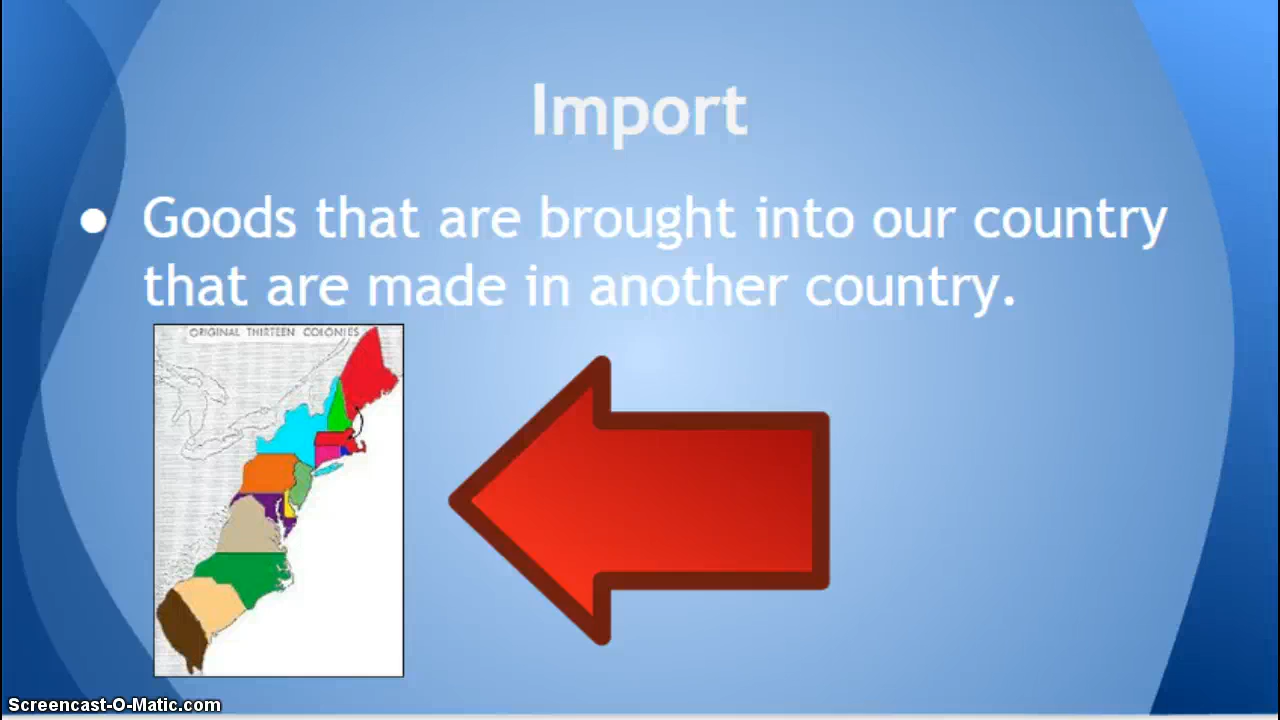 Import
● Goods that are brought into our country
that are made in another country.
ORIGINAL THIRTEEN COLONIES
Screencast-O-Matic.com